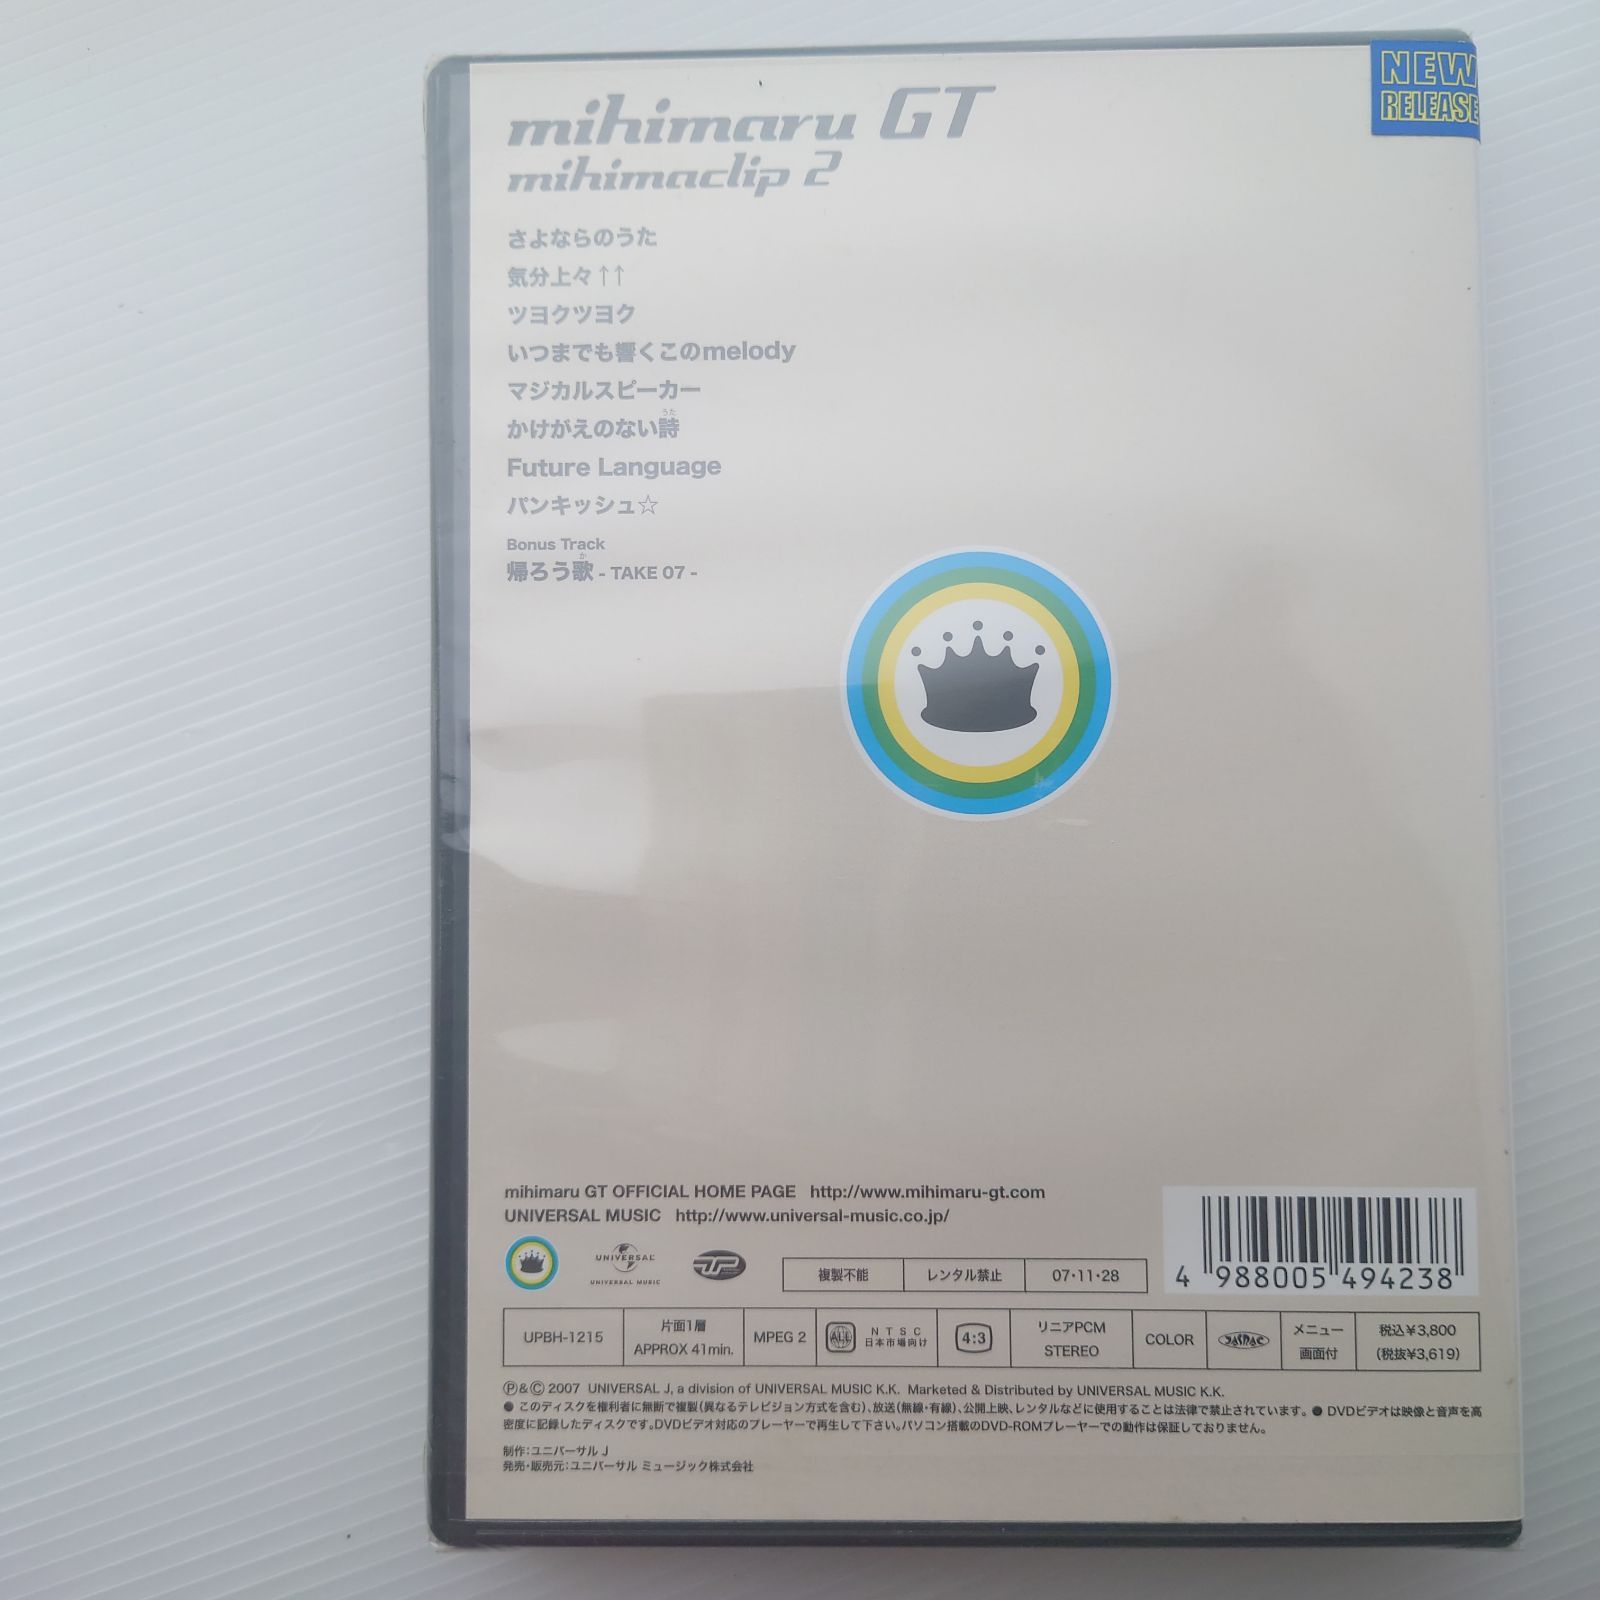 NEW
RELEASE
mihimaru GT
mihimaclip 2
さよならのうた
気分上々↑↑
ツヨクツヨク
いつまでも響くこのmelody
マジカルスピーカー
うた
かけがえのない詩
Future Language
パンキッシュ☆
Bonus Track
か
帰ろう歌 - TAKE 07 -
mihimaru GT OFFICIAL HOME PAGE http://www.mihimaru-gt.com
UNIVERSAL MUSIC http://www.universal-music.co.jp/
UNIVERSAL
UNIVERSAL MUSIC
複製不能 レンタル禁止 07・11・28
4 988005 494238
UPBH-1215
片面1層
APPROX 41min.
MPEG 2
ALL
NTSC
日本市場向け
4:3
リニアPCM
STEREO
COLOR
JASRAC
メニュー
画面付
税込¥3,800
(税抜¥3,619)
Ⓟ&Ⓒ 2007 UNIVERSAL J, a division of UNIVERSAL MUSIC K.K. Marketed & Distributed by UNIVERSAL MUSIC K.K.
● このディスクを権利者に無断で複製(異なるテレビジョン方式を含む)、放送(無線・有線)、公開上映、レンタルなどに使用することは法律で禁止されています。● DVDビデオは映像と音声を高
密度に記録したディスクです。DVDビデオ対応のプレーヤーで再生して下さい。パソコン搭載のDVD-ROMプレーヤーでの動作は保証しておりません。
制作:ユニバーサル J
発売・販売元:ユニバーサル ミュージック株式会社